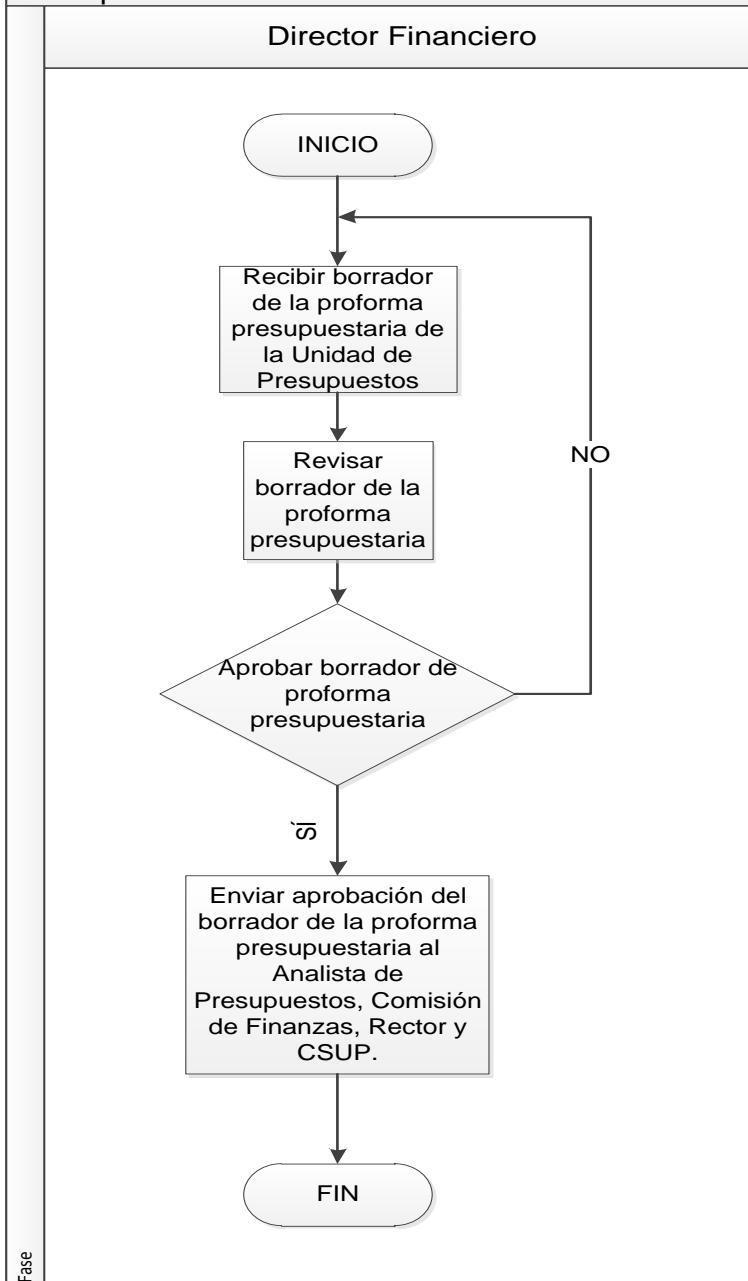 Director Financiero
INICIO
Recibir borrador
de la proforma
presupuestaria de
la Unidad de
Presupuestos
Revisar
borrador de la
proforma
presupuestaria
NO
Aprobar borrador de
proforma
presupuestaria
SÍ
Enviar aprobación del
borrador de la proforma
presupuestaria al
Analista de
Presupuestos, Comisión
de Finanzas, Rector y
CSUP.
FIN
Fase